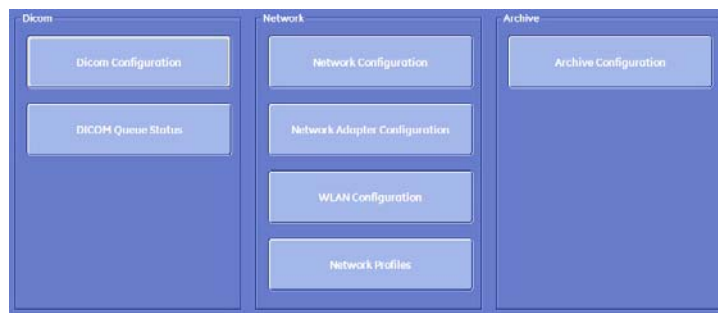 Dicom
Dicom Configuration
DICOM Queue Status
Network
Network Configuration
Network Adapter Configuration
WLAN Configuration
Network Profiles
Archive
Archive Configuration